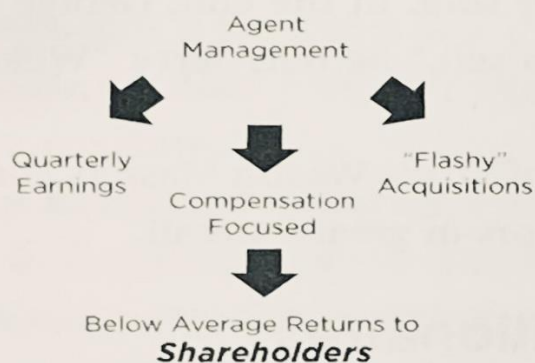 Agent
Management
Quarterly
Earnings
"Flashy"
Acquisitions
Compensation
Focused
Below Average Returns to
Shareholders